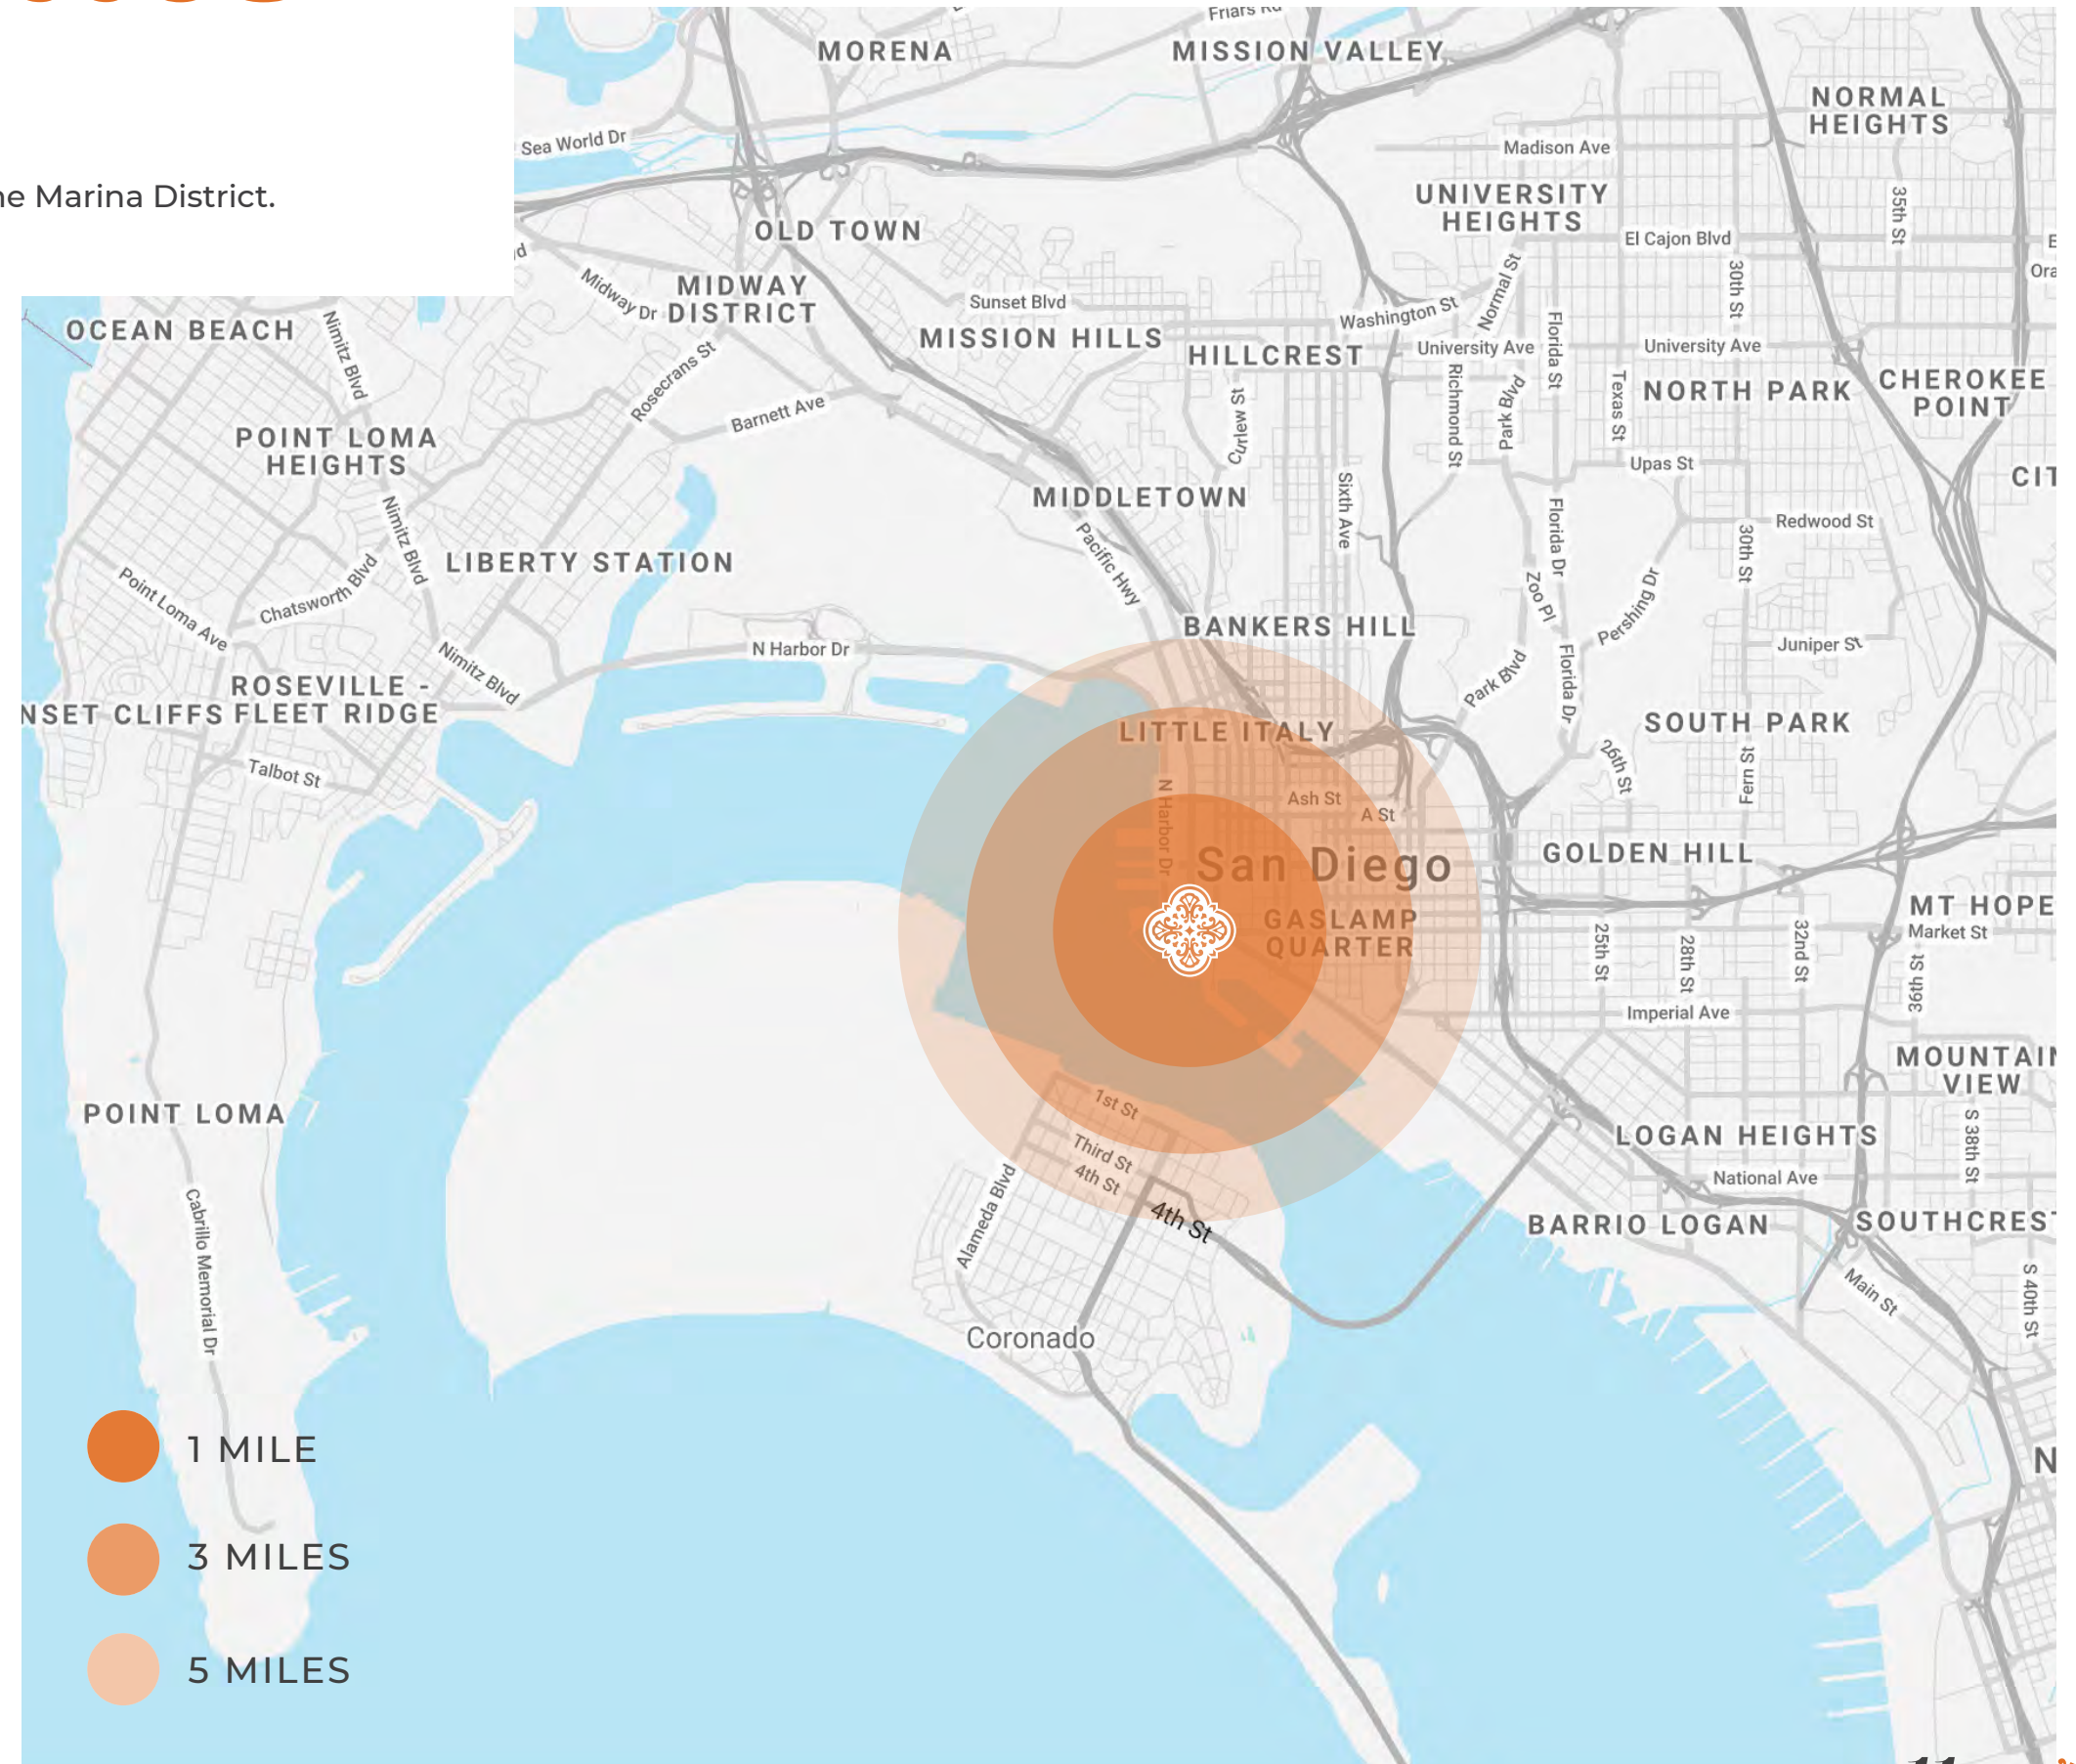 he Marina District.
Friars Rd
MORENA
MISSION VALLEY
NORMAL
HEIGHTS
Sea World Dr
Madison Ave
UNIVERSITY
HEIGHTS
35th St
OLD TOWN
El Cajon Blvd
MIDWAY
DISTRICT
Midway Dr
Normal St
30th St
Sunset Blvd
Washington St
OCEAN BEACH
Nimitz Blvd
MISSION HILLS
HILLCREST
University Ave
Florida St
University Ave
Rosecrans St
Barnett Ave
Curlew St
Richmond St
Park Blvd
Texas St
NORTH PARK
CHEROKEE
POINT
POINT LOMA
HEIGHTS
Upas St
CIT
MIDDLETOWN
Sixth Ave
Nimitz Blvd
Pacific Hwy
Florida Dr
Redwood St
30th St
LIBERTY STATION
Point Loma Ave
Chatsworth Blvd
Zoo Pl
Pershing Dr
BANKERS HILL
N Harbor Dr
Nimitz Blvd
Park Blvd
Florida Dr
Juniper St
ROSEVILLE -
FLEET RIDGE
NSET CLIFFS
LITTLE ITALY
SOUTH PARK
Talbot St
26th St
Fern St
N Harbor Dr
Ash St
A St
San Diego
GOLDEN HILL
GASLAMP
QUARTER
MT HOPE
Market St
25th St
28th St
32nd St
36th St
Imperial Ave
MOUNTAIN
VIEW
POINT LOMA
1st St
Third St
4th St
4th St
Alameda Blvd
LOGAN HEIGHTS
S 38th St
National Ave
BARRIO LOGAN
SOUTHCREST
Cabrillo Memorial Dr
Main St
S 40th St
Coronado
1 MILE
3 MILES
5 MILES